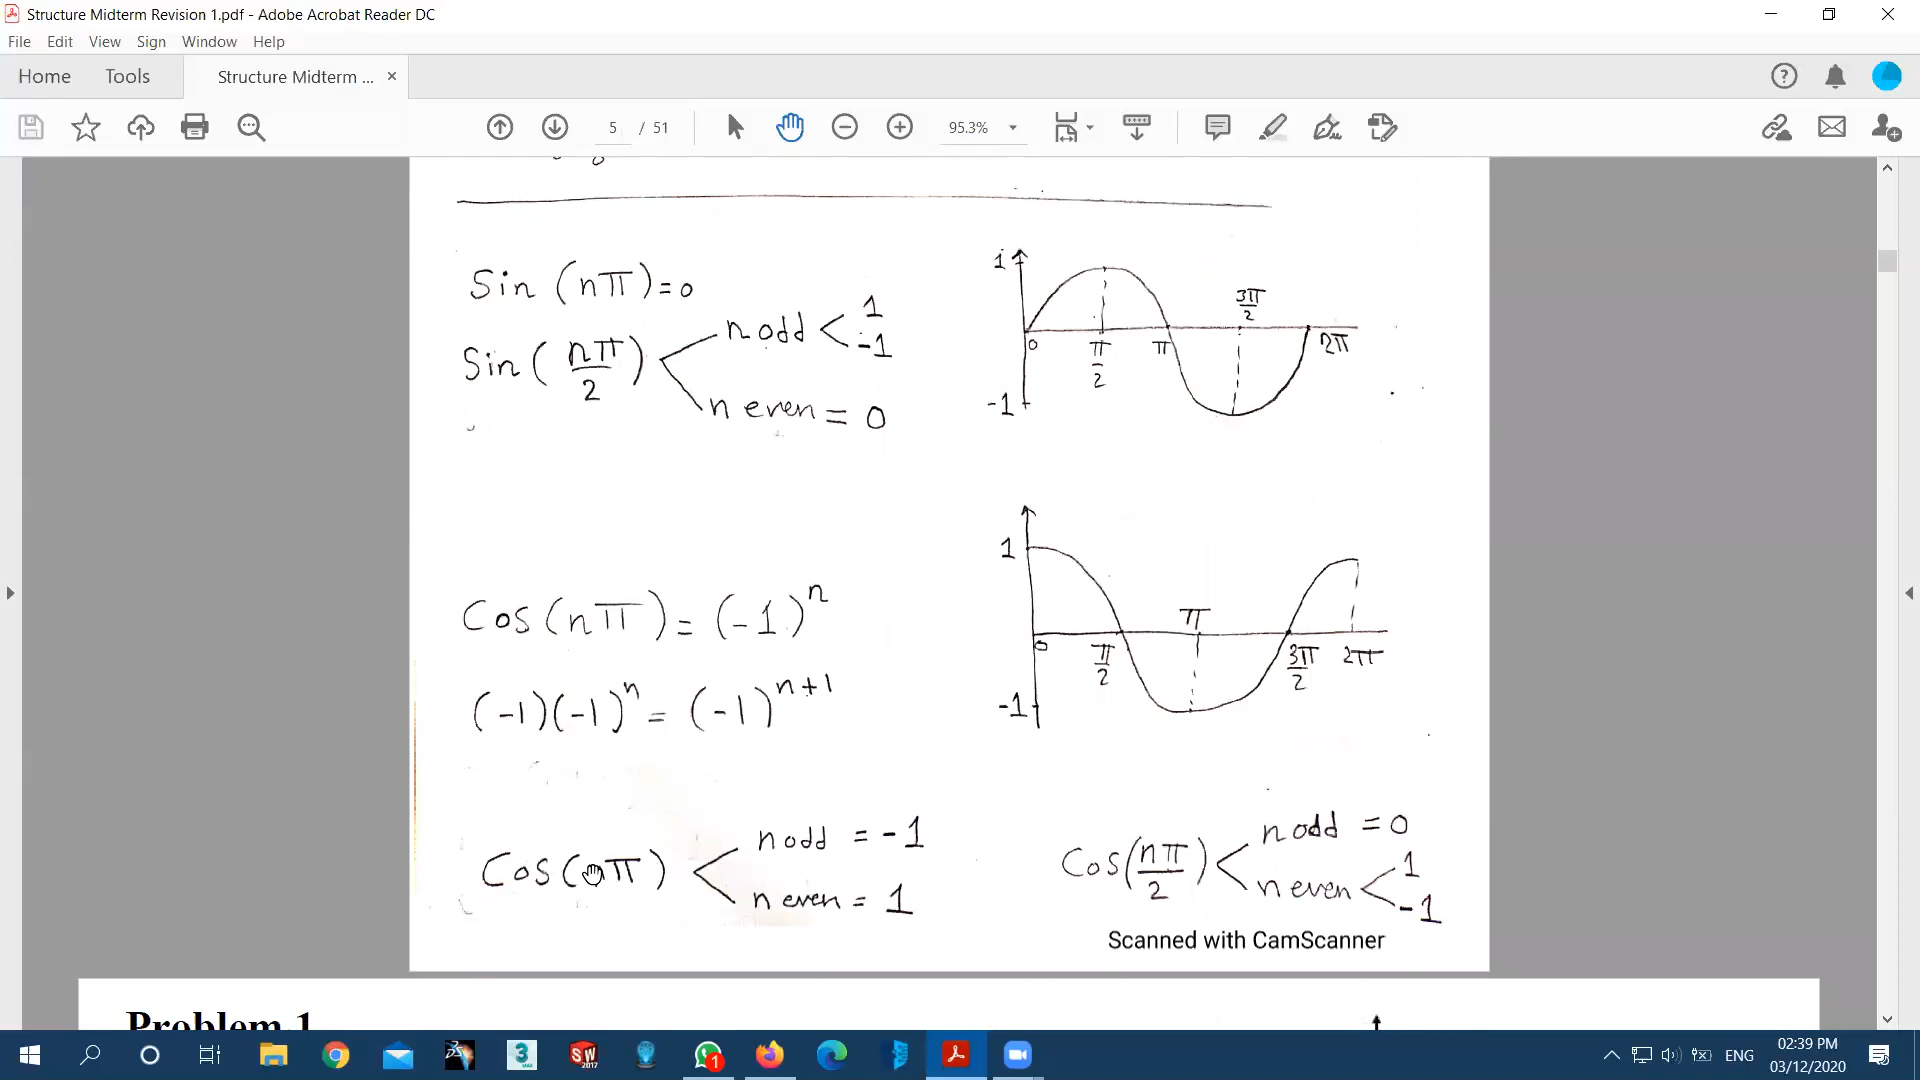 Structure Midterm Revision 1.pdf - Adobe Acrobat Reader DC
File Edit View Sign Window Help
Home Tools Structure Midterm ... ×
5 / 51 95.3%
Sin (nπ) = 0
Sin (nπ/2) < n odd < 1 -1
n even = 0
1
0 π/2 π 3π/2 2π
-1
Cos (nπ) = (-1)^n
(-1)(-1)^n = (-1)^n+1
1
0 π/2 π 3π/2 2π
-1
Cos (nπ) < n odd = -1
n even = 1
Cos (nπ/2) < n odd = 0
n even < 1 -1
Scanned with CamScanner
Problem 1
3
SW
2017
1
ENG
02:39 PM
03/12/2020